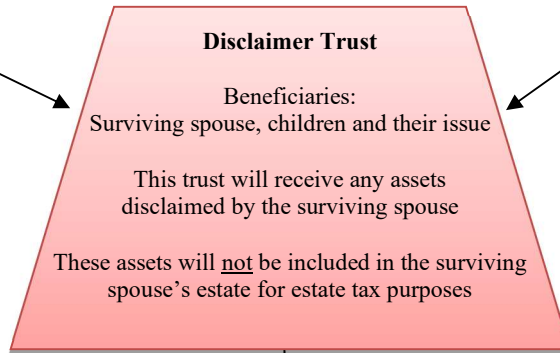 Disclaimer Trust
Beneficiaries:
Surviving spouse, children and their issue
This trust will receive any assets
disclaimed by the surviving spouse
These assets will not be included in the surviving
spouse’s estate for estate tax purposes